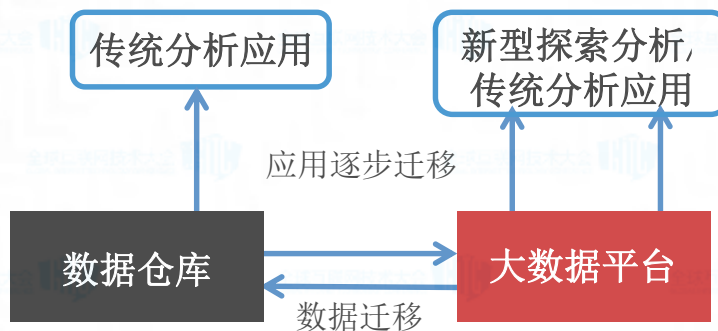 传统分析应用
新型探索分析/
传统分析应用
应用逐步迁移
数据仓库
大数据平台
数据迁移